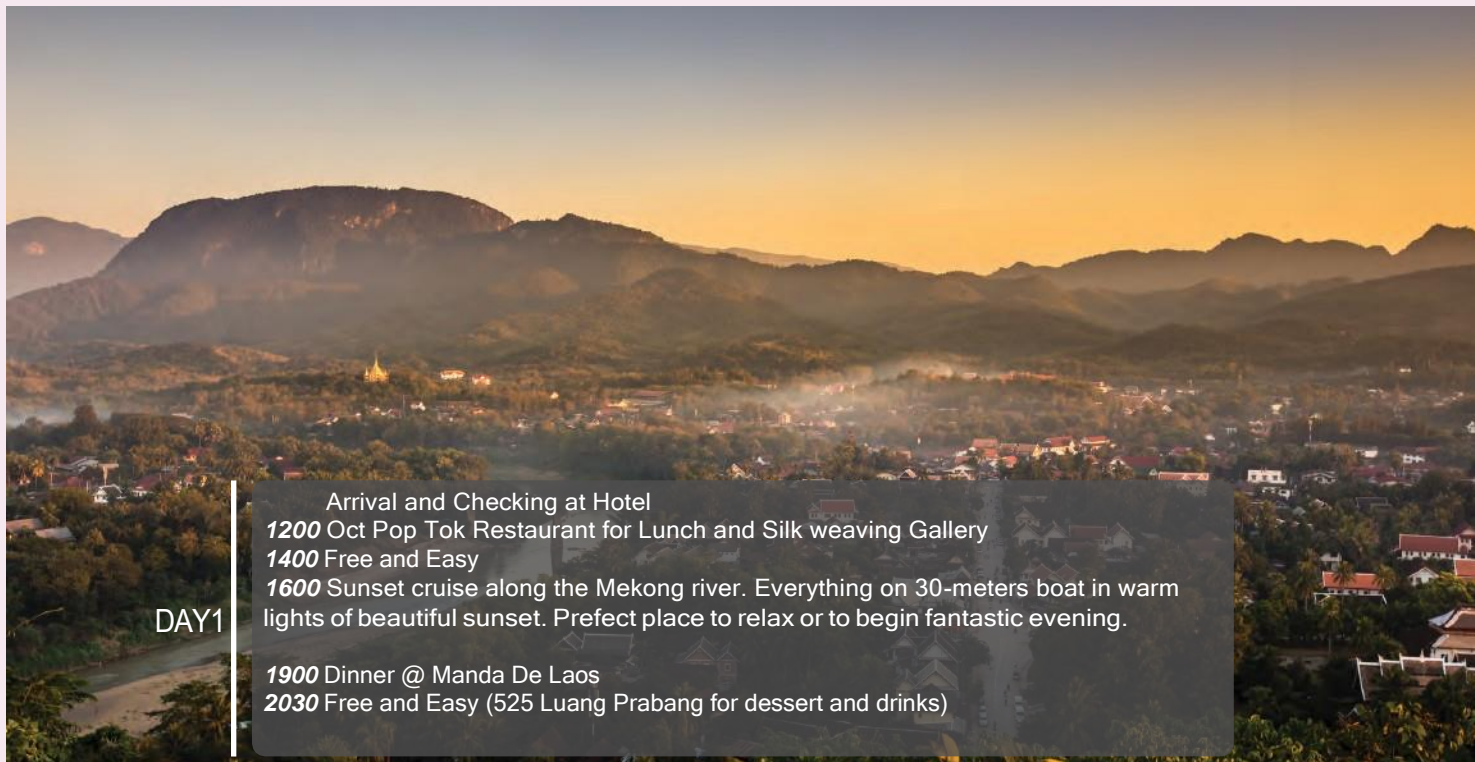 Arrival and Checking at Hotel
1200 Oct Pop Tok Restaurant for Lunch and Silk weaving Gallery
1400 Free and Easy
1600 Sunset cruise along the Mekong river. Everything on 30-meters boat in warm
lights of beautiful sunset. Prefect place to relax or to begin fantastic evening.
DAY1
1900 Dinner @ Manda De Laos
2030 Free and Easy (525 Luang Prabang for dessert and drinks)